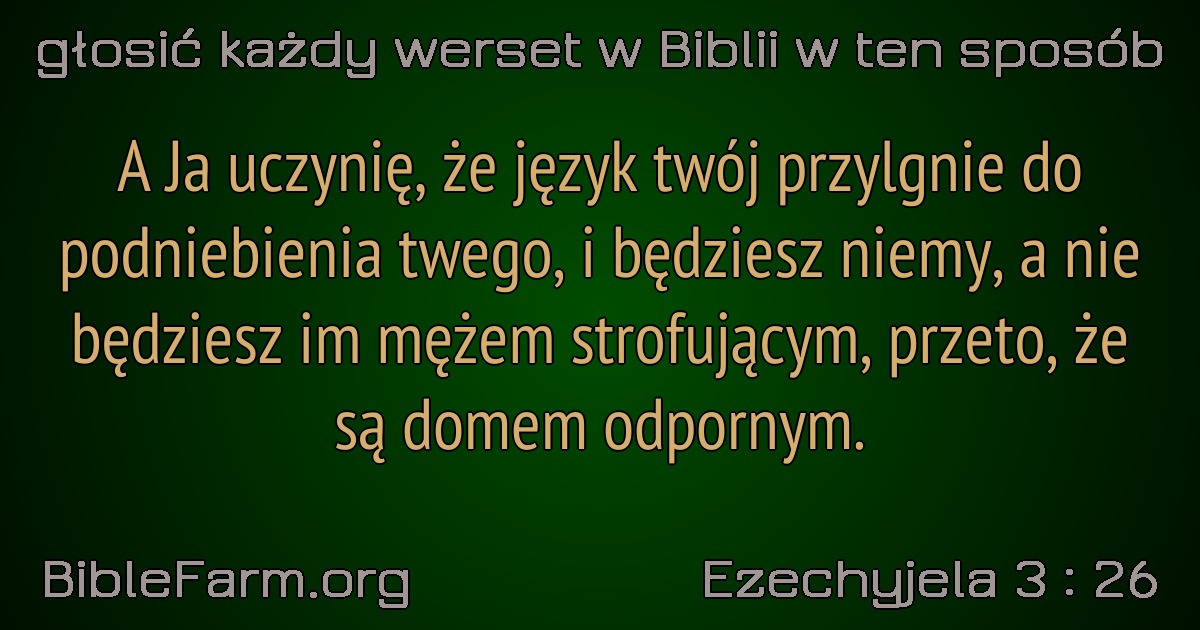 głosić każdy werset w Biblii w ten sposób
A Ja uczynię, że język twój przylgnie do
podniebienia twego, i będziesz niemy, a nie
będziesz im mężem strofującym, przeto, że
są domem odpornym.
BibleFarm.org
Ezechyjela 3 : 26